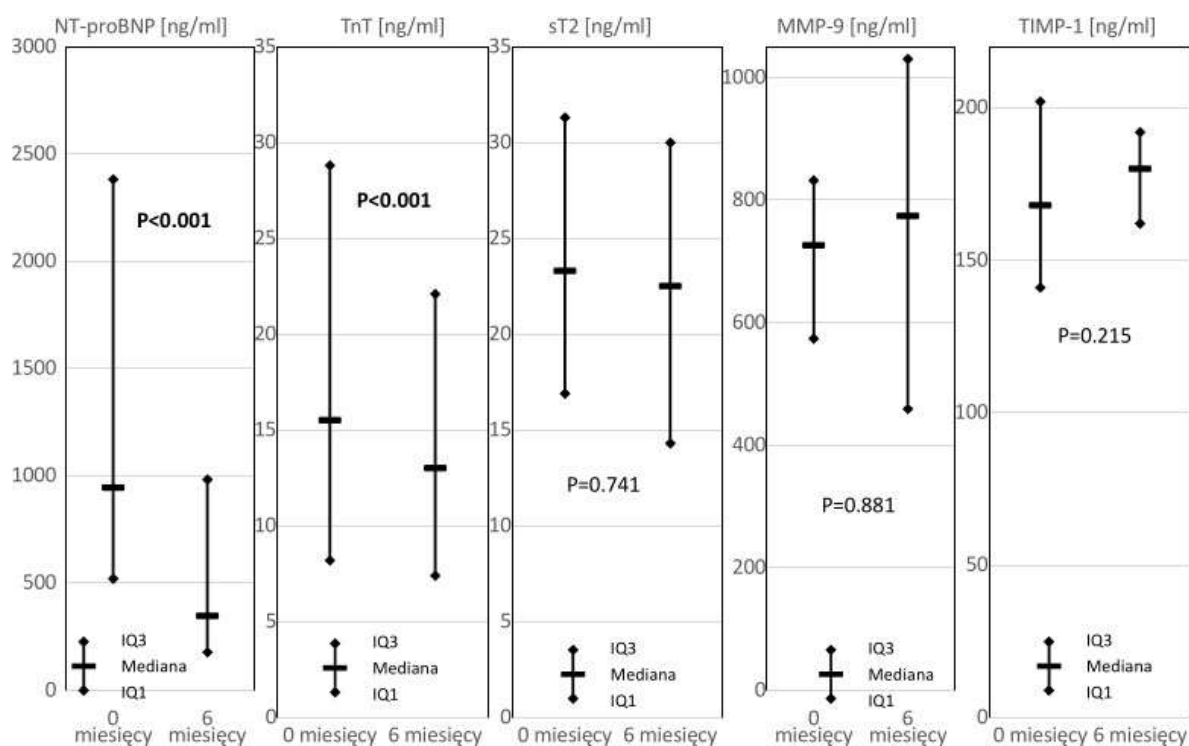 NT-proBNP [ng/ml]
3000
2500
2000
1500
1000
500
0
P<0.001
IQ3
Mediana
IQ1
0
miesięcy
6
miesięcy
TnT [ng/ml]
35
30
25
20
15
10
5
0
P<0.001
IQ3
Mediana
IQ1
0 miesięcy
6 miesięcy
sT2 [ng/ml]
35
30
25
20
15
10
5
0
P=0.741
IQ3
Mediana
IQ1
0 miesięcy
6 miesięcy
MMP-9 [ng/ml]
1000
800
600
400
200
0
P=0.881
IQ3
Mediana
IQ1
0
miesięcy
6
miesięcy
TIMP-1 [ng/ml]
200
150
100
50
0
P=0.215
IQ3
Mediana
IQ1
0 miesięcy
6 miesięcy